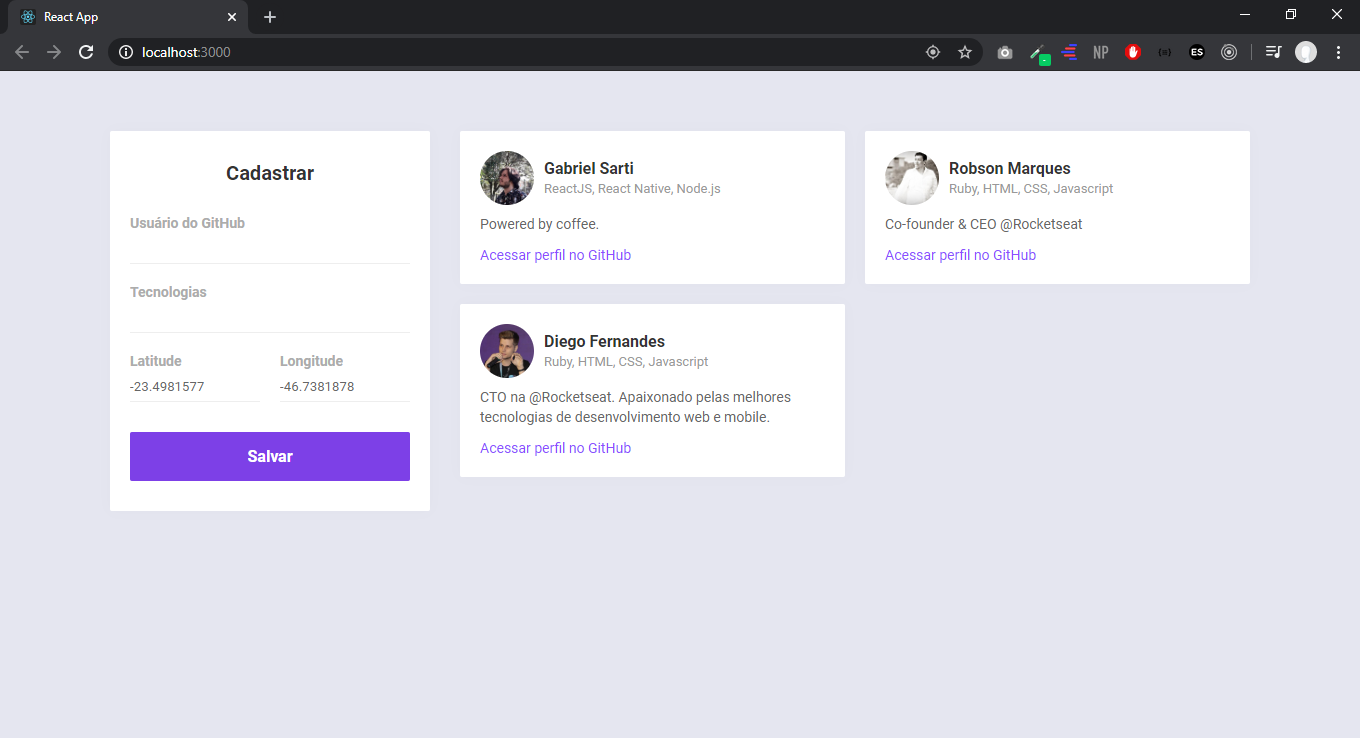 React App
localhost:3000
NP
ES
Cadastrar
Usuário do GitHub
Tecnologias
Latitude
Longitude
-23.4981577
-46.7381878
Salvar
Gabriel Sarti
ReactJS, React Native, Node.js
Powered by coffee.
Acessar perfil no GitHub
Robson Marques
Ruby, HTML, CSS, Javascript
Co-founder & CEO @Rocketseat
Acessar perfil no GitHub
Diego Fernandes
Ruby, HTML, CSS, Javascript
CTO na @Rocketseat. Apaixonado pelas melhores
tecnologias de desenvolvimento web e mobile.
Acessar perfil no GitHub